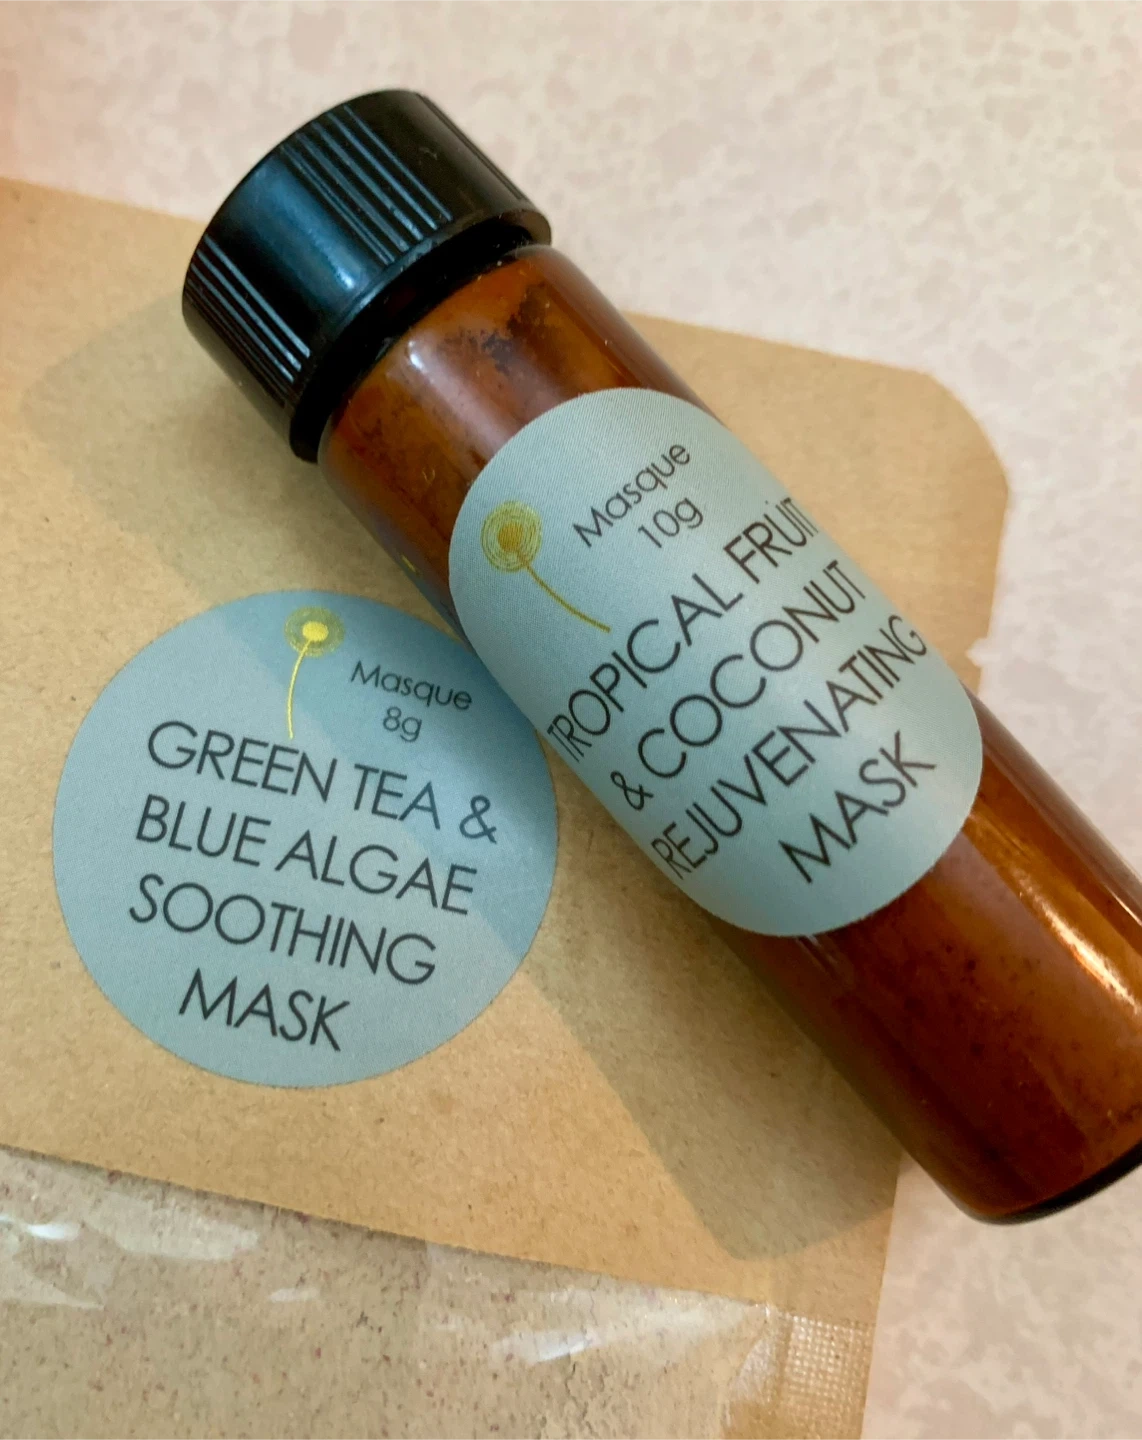 Masque
10g
TROPICAL FRUIT
& COCONUT
REJUVENATING
MASK
Masque
8g
GREEN TEA &
BLUE ALGAE
SOOTHING
MASK